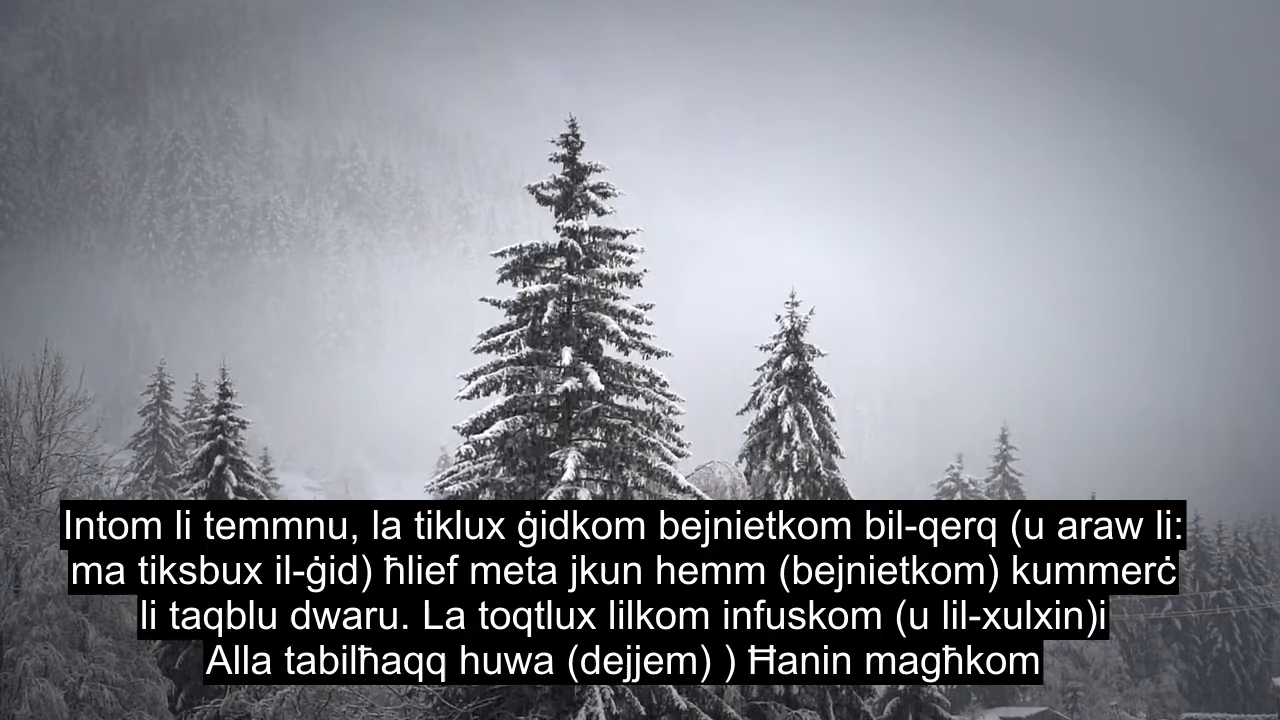 Intom li temmnu, la tiklux ġidkom bejnietkom bil-qerq (u araw li:
ma tiksbux il-ġid) ħlief meta jkun hemm (bejnietkom) kummerċ
li taqblu dwaru. La toqtlux lilkom infuskom (u lil-xulxin)i
Alla tabilħaqq huwa (dejjem) ) Ħanin magħkom